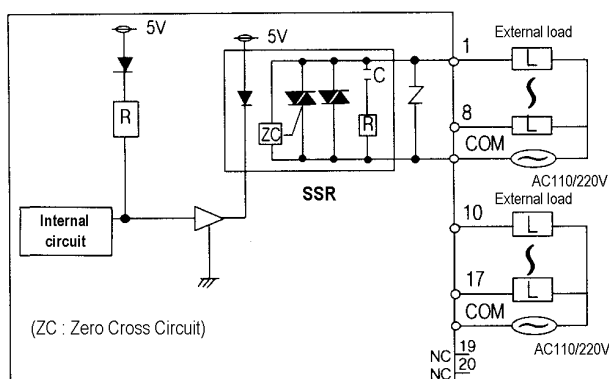 5V
5V
R
Internal
circuit
ZC
C
R
SSR
(ZC : Zero Cross Circuit)
1
External load
L
8
L
COM
AC110/220V
10
External load
L
17
L
COM
AC110/220V
NC 19
NC 20